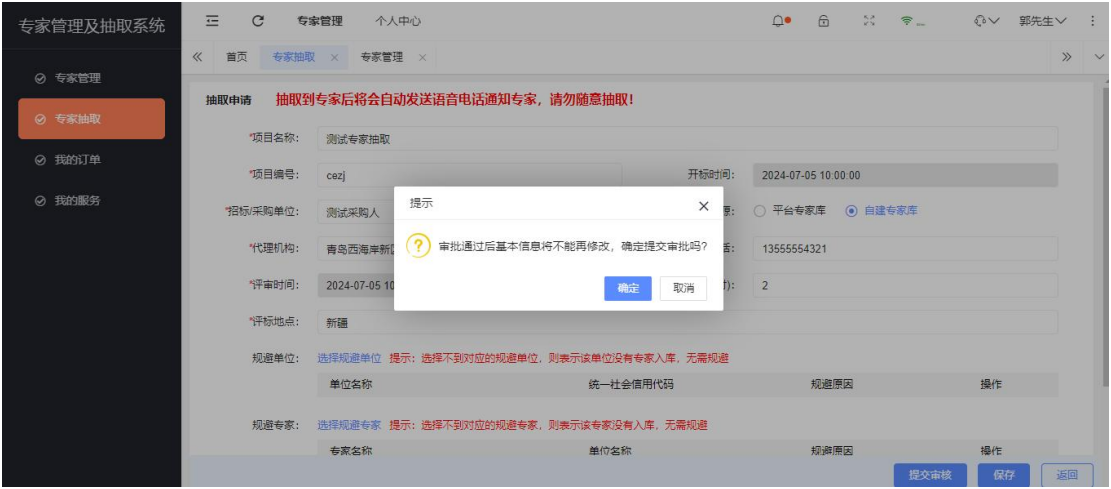 专家管理及抽取系统
专家管理 个人中心 郭先生
首页 专家抽取 × 专家管理 ×
专家管理
专家抽取
我的订单
我的服务
抽取申请 抽取到专家后将会自动发送语音电话通知专家，请勿随意抽取！
*项目名称: 测试专家抽取
*项目编号: cezj 开标时间: 2024-07-05 10:00:00
*招标/采购单位: 测试采购人 平台专家库 自建专家库
*代理机构: 青岛西海岸新 13555554321
*评审时间: 2024-07-05 10 2
*评标地点: 新疆
提示
审批通过后基本信息将不能再修改，确定提交审批吗?
确定 取消
规避单位: 选择规避单位 提示：选择不到对应的规避单位，则表示该单位没有专家入库，无需规避
单位名称 统一社会信用代码 规避原因 操作
规避专家: 选择规避专家 提示：选择不到对应的规避专家，则表示该专家没有入库，无需规避
专家名称 单位名称 规避原因 操作
提交审核 保存 返回